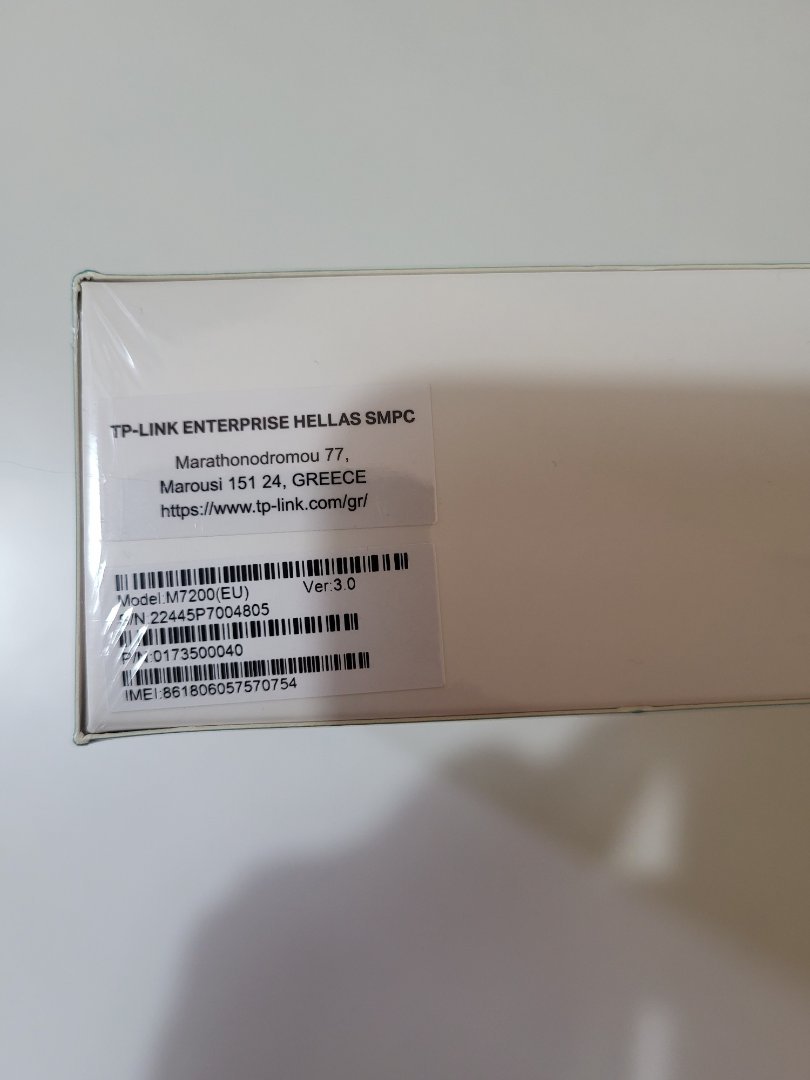 TP-LINK ENTERPRISE HELLAS SMPC
Marathonodromou 77,
Marousi 151 24, GREECE
https://www.tp-link.com/gr/
Model:M7200(EU) Ver:3.0
S/N:22445P7004805
P/N:0173500040
IMEI:861806057570754